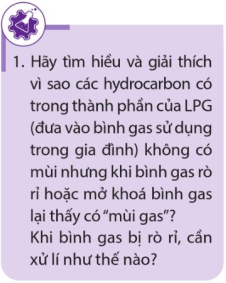 1. Hãy tìm hiểu và giải thích
vì sao các hydrocarbon có
trong thành phần của LPG
(đưa vào bình gas sử dụng
trong gia đình) không có
mùi nhưng khi bình gas rò
rỉ hoặc mở khoá bình gas
lại thấy có “mùi gas”?
Khi bình gas bị rò rỉ, cần
xử lí như thế nào?